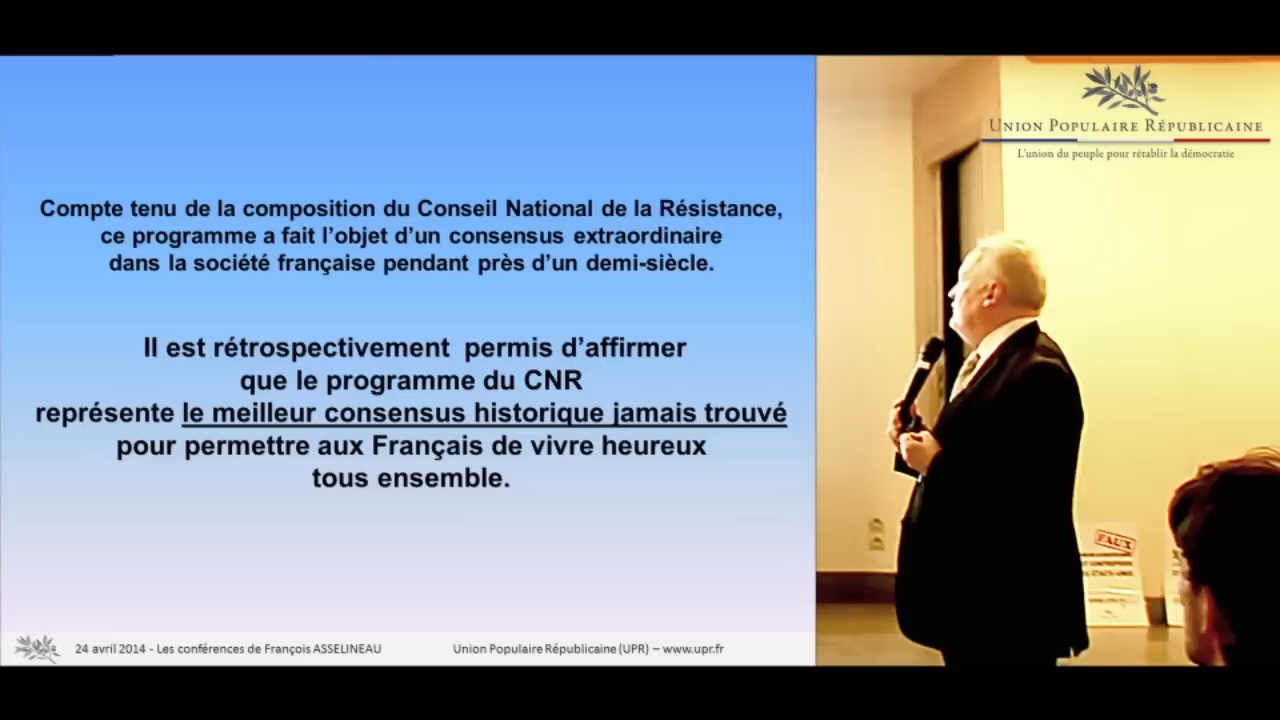 Compte tenu de la composition du Conseil National de la Résistance,
ce programme a fait l'objet d'un consensus extraordinaire
dans la société française pendant près d'un demi-siècle.
Il est rétrospectivement permis d'affirmer
que le programme du CNR
représente le meilleur consensus historique jamais trouvé
pour permettre aux Français de vivre heureux
tous ensemble.
24 avril 2014 - Les conférences de François ASSELINEAU
Union Populaire Républicaine (UPR) – www.upr.fr
UNION POPULAIRE RÉPUBLICAINE
L'union du peuple pour rétablir la démocratie
FAUX